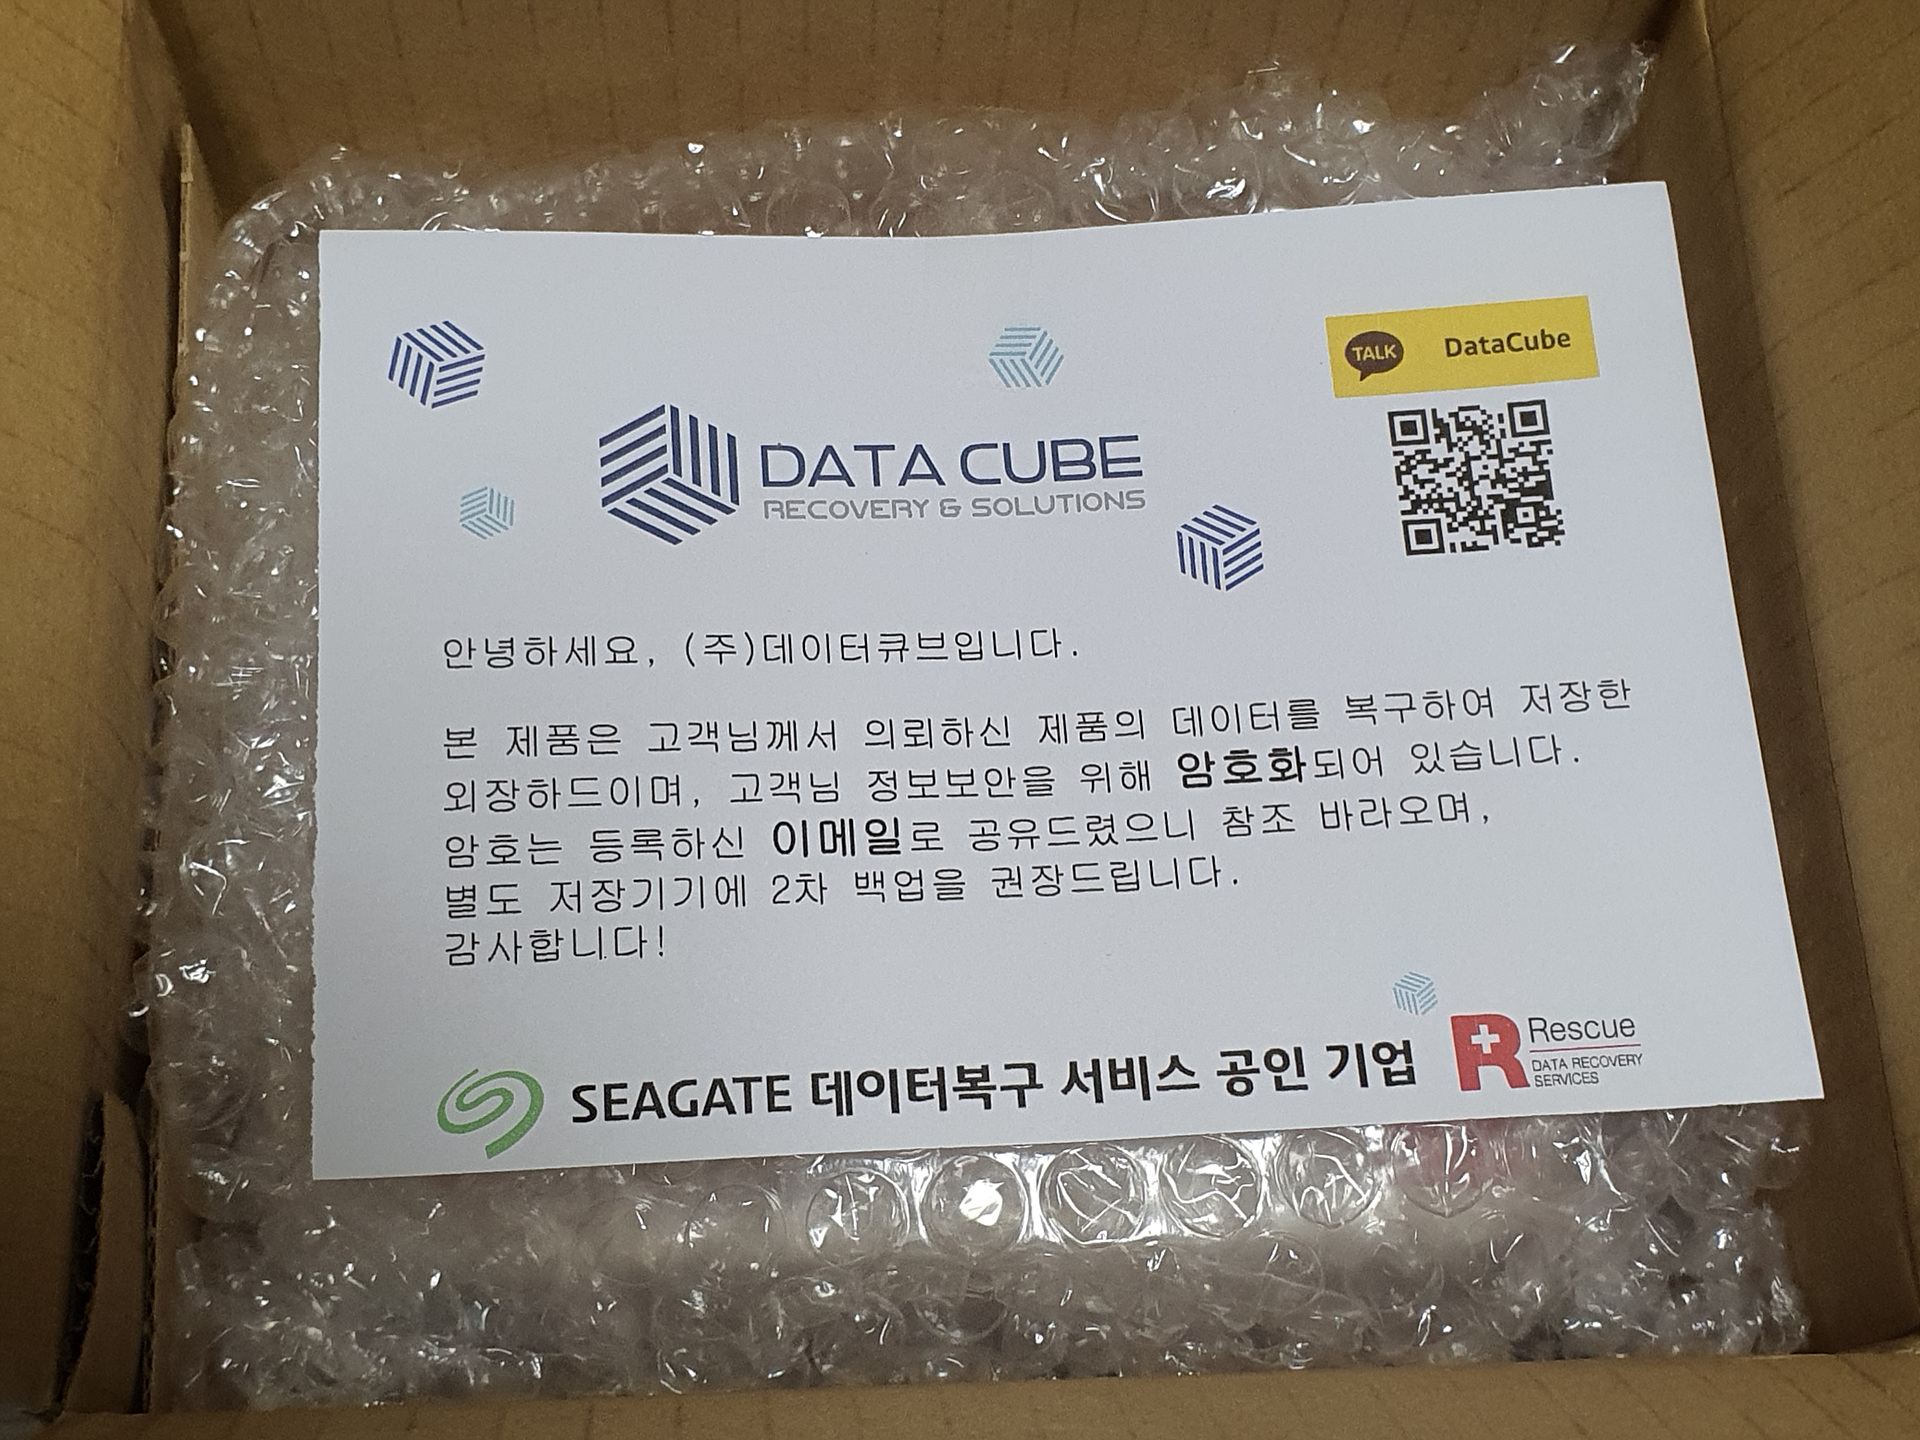 TALK DataCube
DATA CUBE
RECOVERY & SOLUTIONS
안녕하세요, (주)데이터큐브입니다.
본 제품은 고객님께서 의뢰하신 제품의 데이터를 복구하여 저장한
외장하드이며, 고객님 정보보안을 위해 암호화되어 있습니다.
암호는 등록하신 이메일로 공유드렸으니 참조 바라오며,
별도 저장기기에 2차 백업을 권장드립니다.
감사합니다!
SEAGATE 데이터복구 서비스 공인 기업
R Rescue
DATA RECOVERY
SERVICES